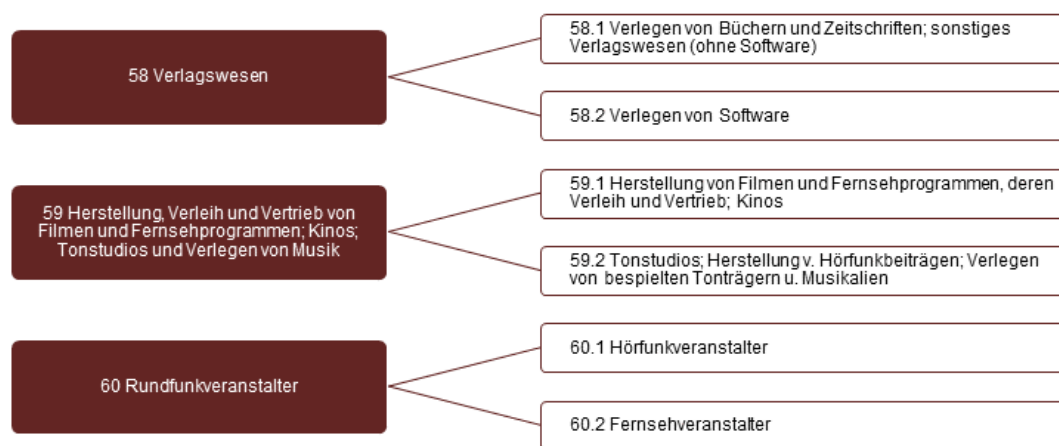 58 Verlagswesen
58.1 Verlegen von Büchern und Zeitschriften; sonstiges
Verlagswesen (ohne Software)
58.2 Verlegen von Software
59 Herstellung, Verleih und Vertrieb von
Filmen und Fernsehprogrammen; Kinos;
Tonstudios und Verlegen von Musik
59.1 Herstellung von Filmen und Fernsehprogrammen, deren
Verleih und Vertrieb; Kinos
59.2 Tonstudios; Herstellung v. Hörfunkbeiträgen; Verlegen
von bespielten Tonträgern u. Musikalien
60 Rundfunkveranstalter
60.1 Hörfunkveranstalter
60.2 Fernsehveranstalter